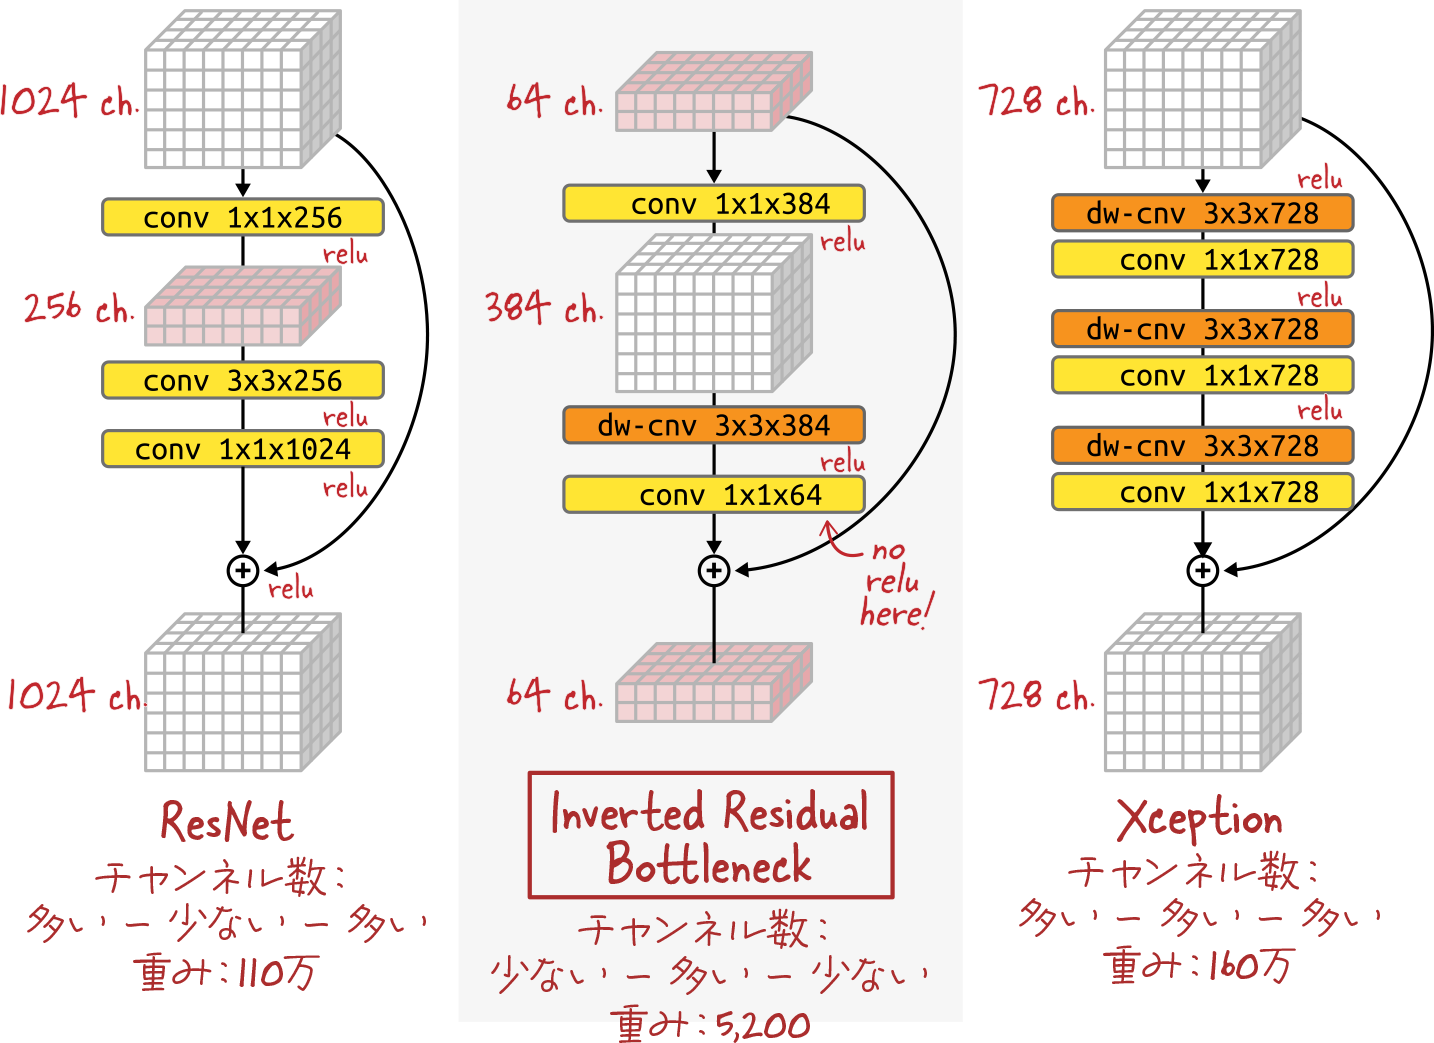 1024 ch.
conv 1x1x256
relu
256 ch.
conv 3x3x256
relu
conv 1x1x1024
relu
relu
1024 ch.
ResNet
チャンネル数:
多い － 少ない － 多い
重み:110万
64 ch.
conv 1x1x384
relu
384 ch.
dw-cnv 3x3x384
relu
conv 1x1x64
no
relu
here!
64 ch.
Inverted Residual
Bottleneck
チャンネル数:
少ない － 多い － 少ない
重み:5,200
728 ch.
relu
dw-cnv 3x3x728
conv 1x1x728
relu
dw-cnv 3x3x728
conv 1x1x728
relu
dw-cnv 3x3x728
conv 1x1x728
728 ch.
Xception
チャンネル数:
多い － 多い － 多い
重み:160万